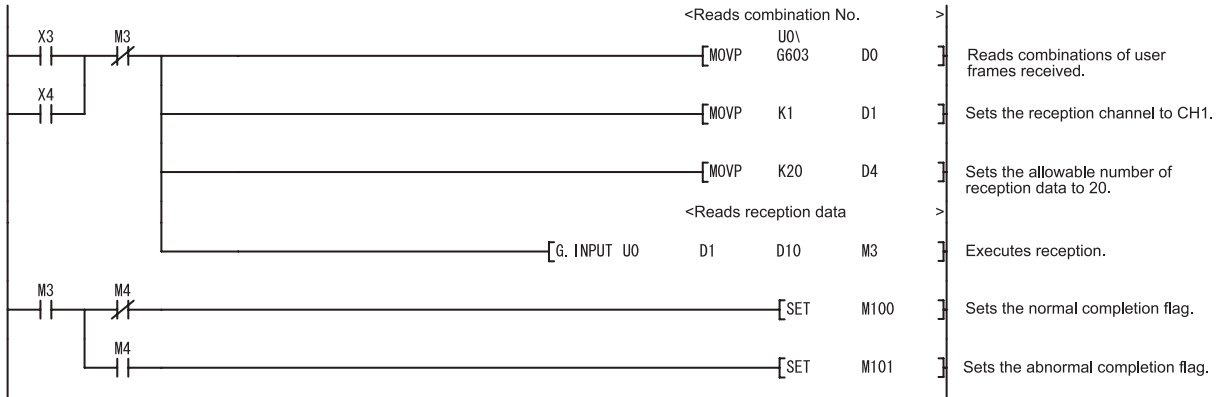 <Reads combination No. >
X3 M3 U0\
[MOVP G603 D0 ] Reads combinations of user
frames received.
X4
[MOVP K1 D1 ] Sets the reception channel to CH1.
[MOVP K20 D4 ] Sets the allowable number of
reception data to 20.
<Reads reception data >
[G. INPUT U0 D1 D10 M3 ] Executes reception.
M3 M4
[SET M100 ] Sets the normal completion flag.
M4
[SET M101 ] Sets the abnormal completion flag.